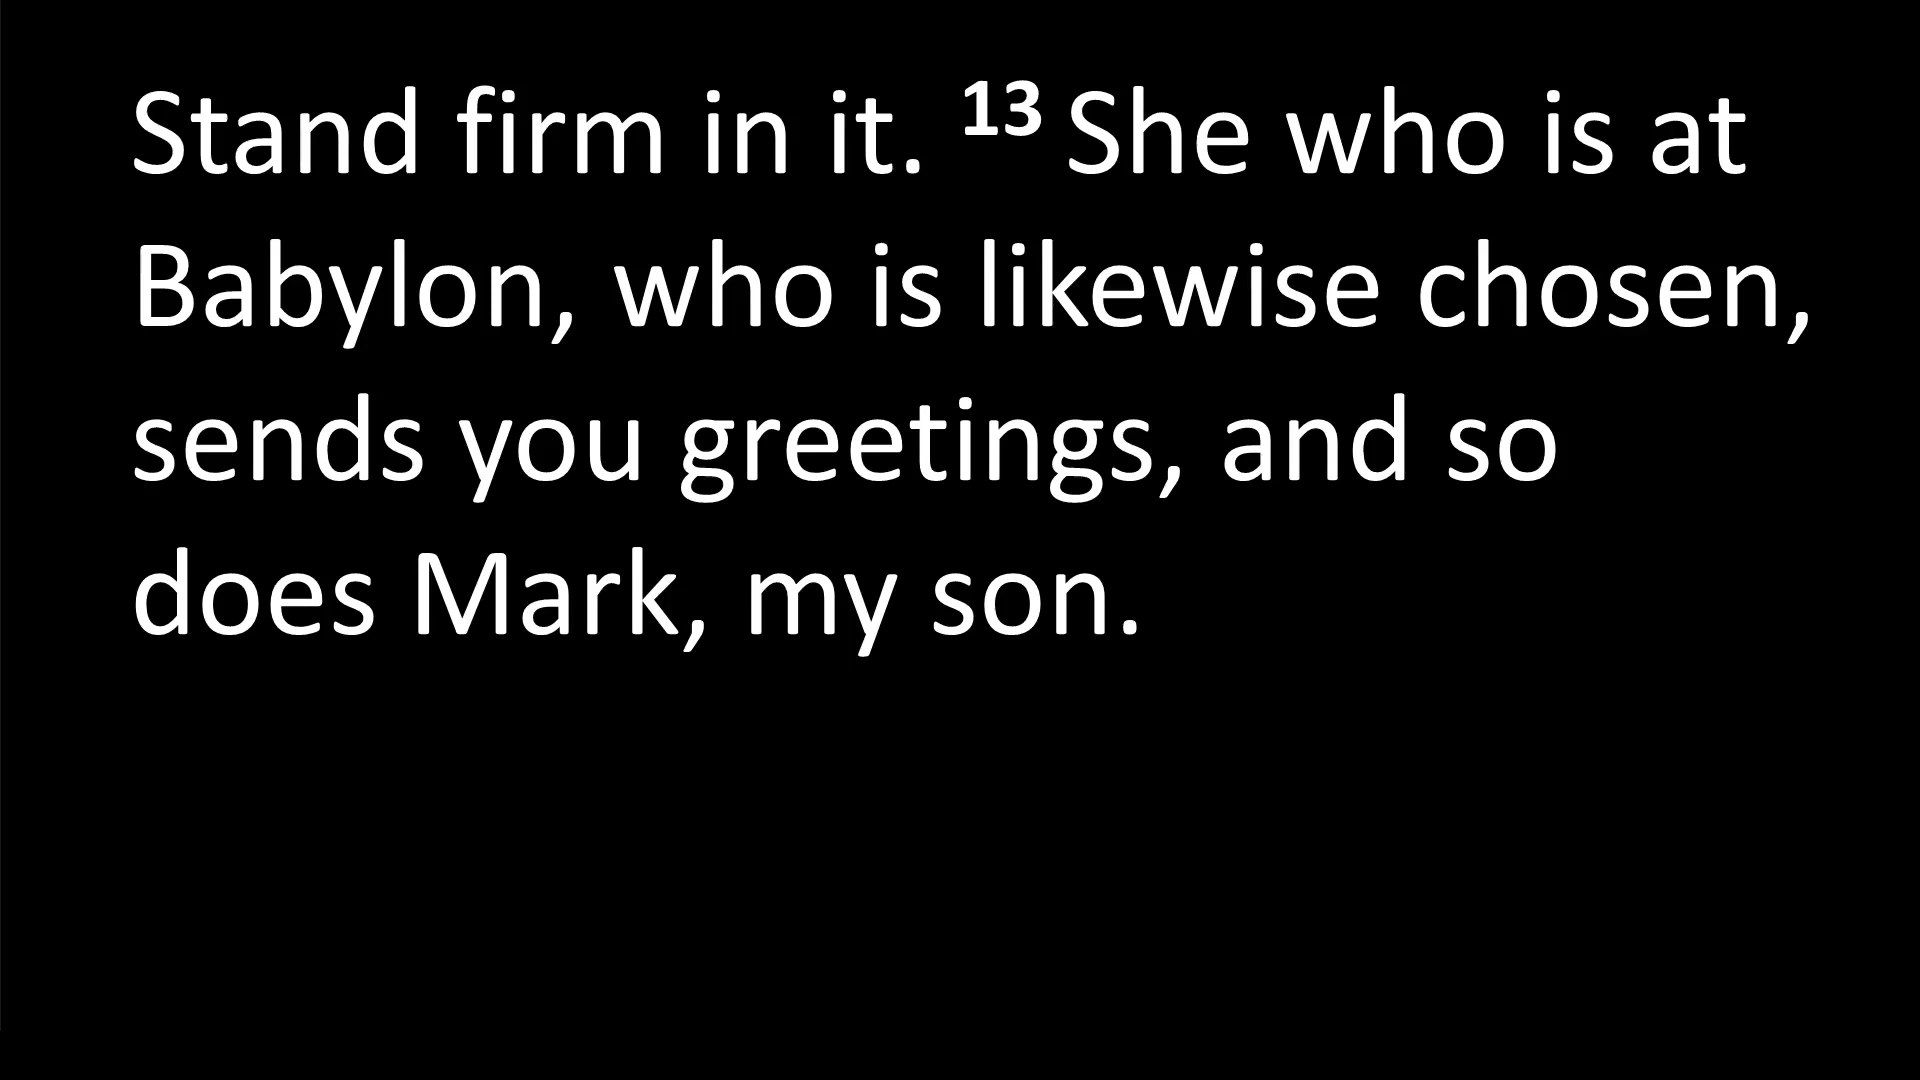 Stand firm in it. 13 She who is at
Babylon, who is likewise chosen,
sends you greetings, and so
does Mark, my son.